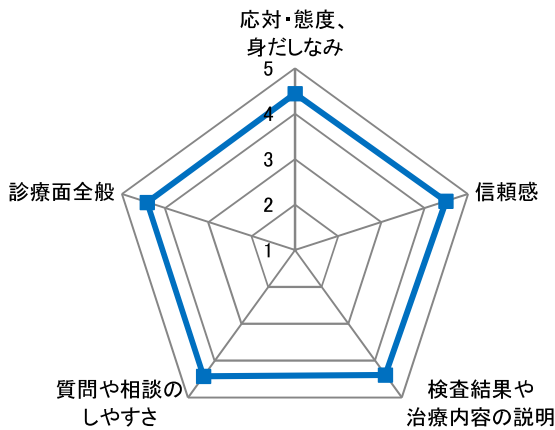 応対・態度、
身だしなみ
5
4
3
2
1
診療面全般
信頼感
質問や相談の
しやすさ
検査結果や
治療内容の説明